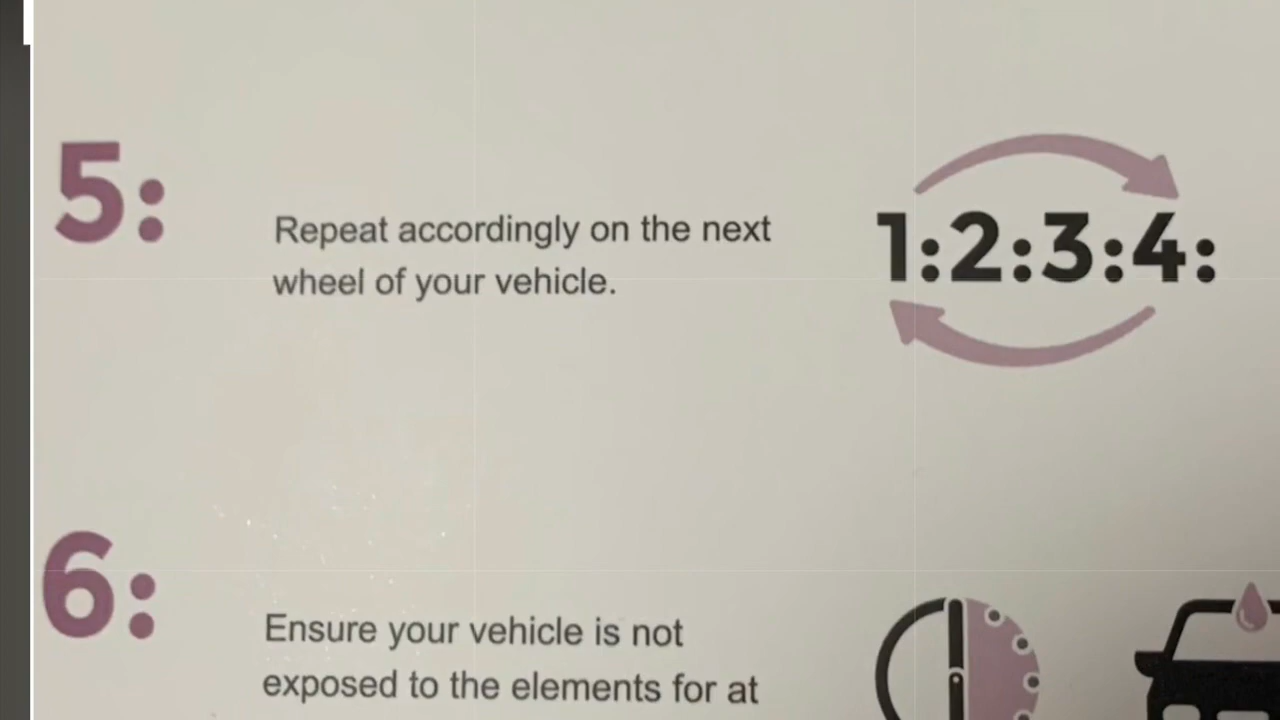 5:
Repeat accordingly on the next
wheel of your vehicle.
1:2:3:4:
6:
Ensure your vehicle is not
exposed to the elements for at